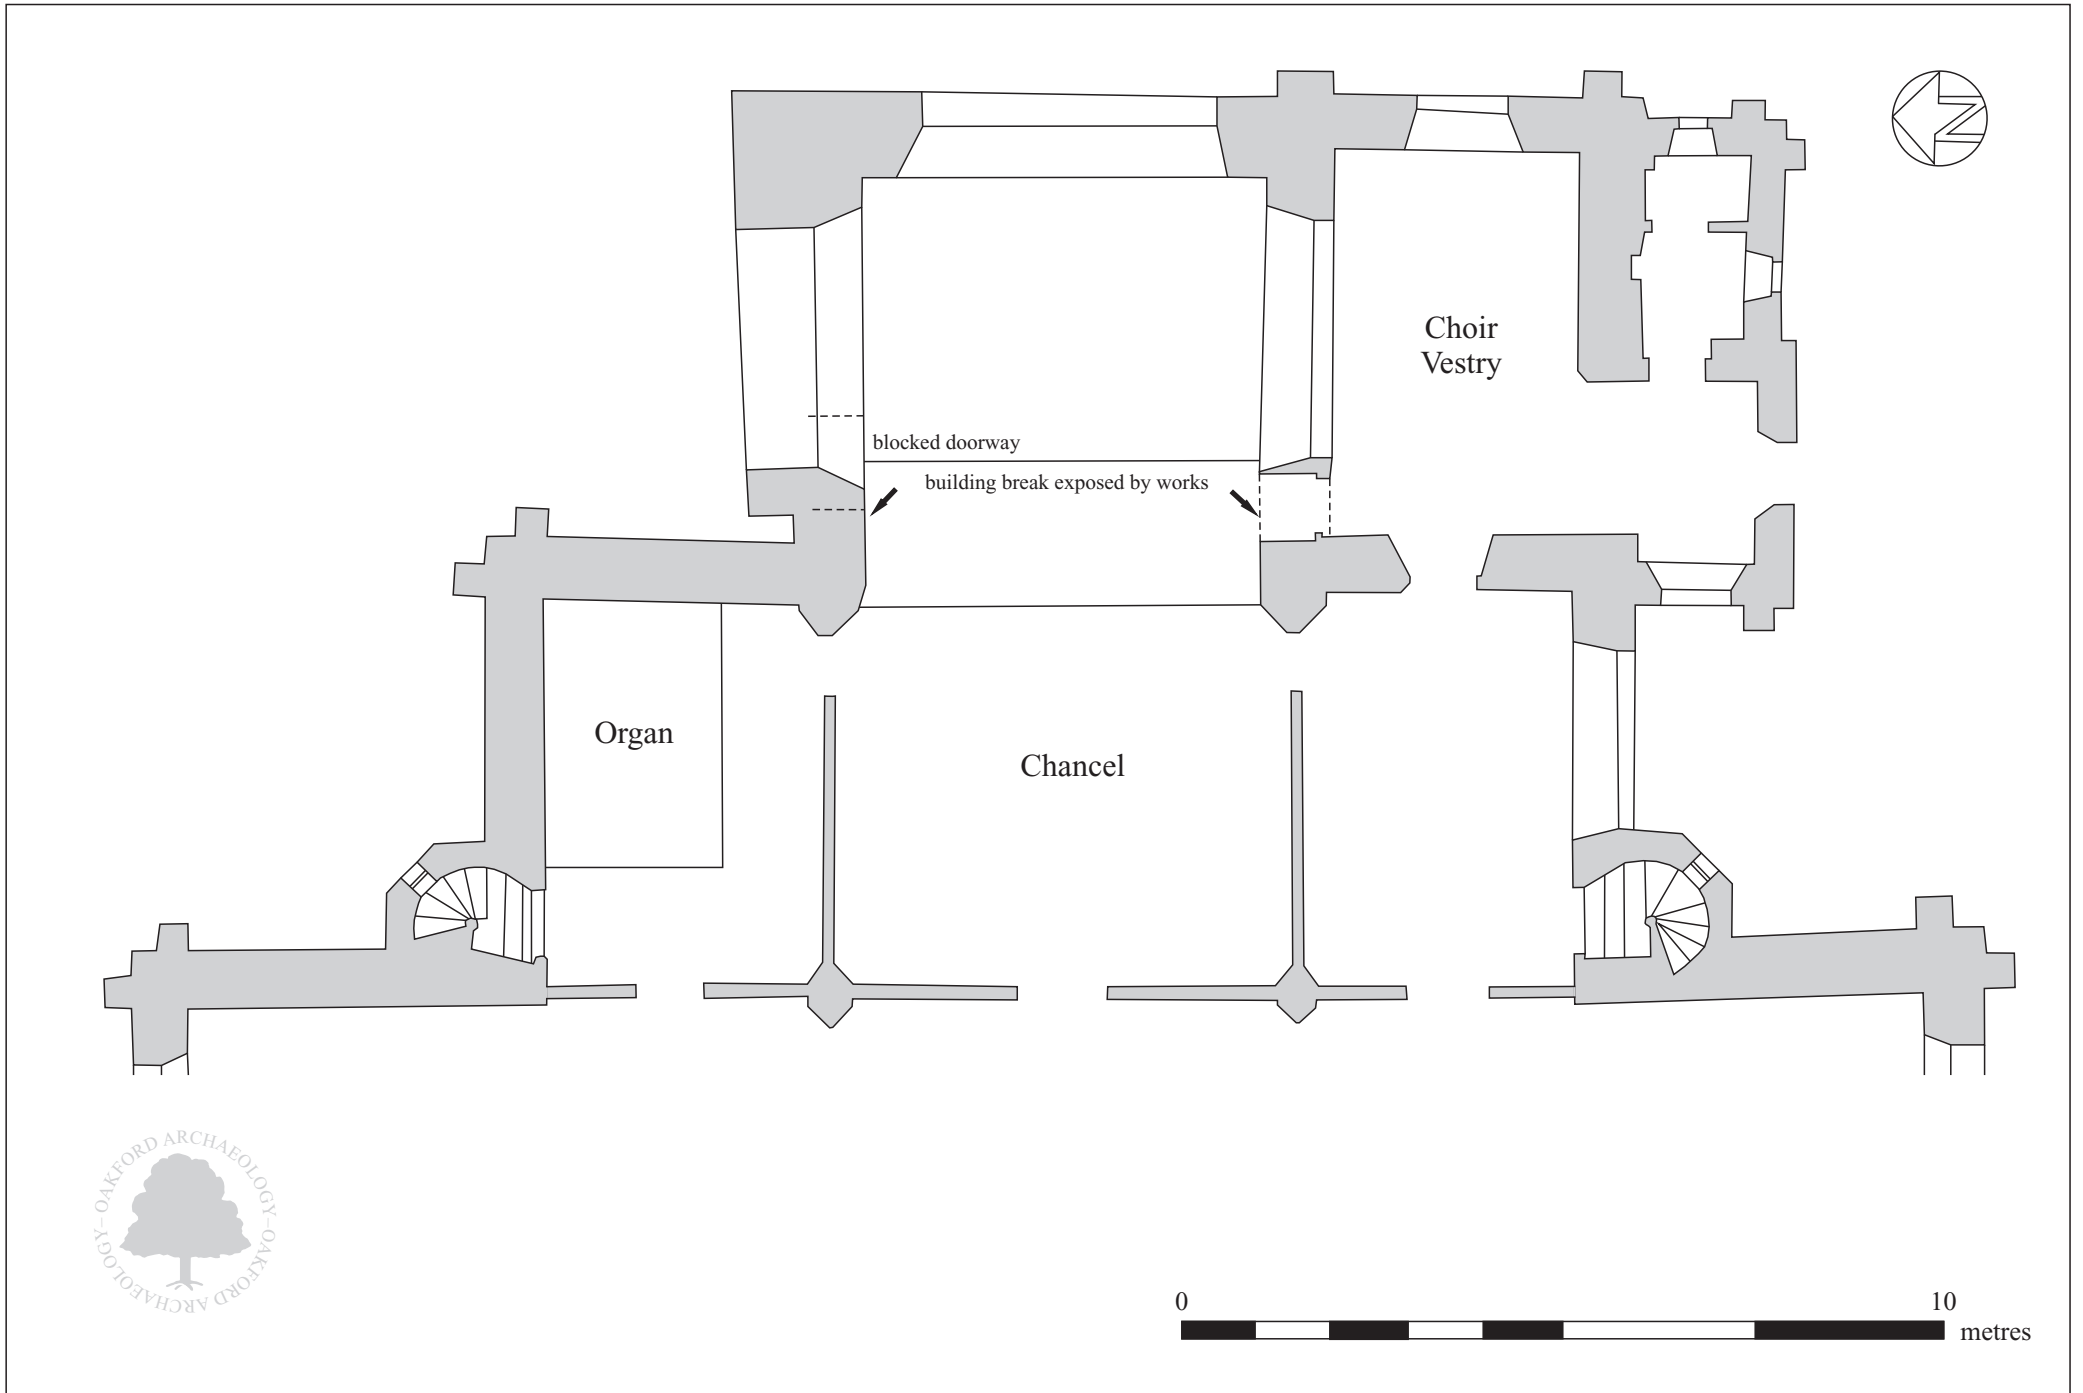 N
Choir
Vestry
blocked doorway
building break exposed by works
Organ
Chancel
OAKFORD ARCHAEOLOGY – OAKFORD ARCHAEOLOGY –
0 10
metres